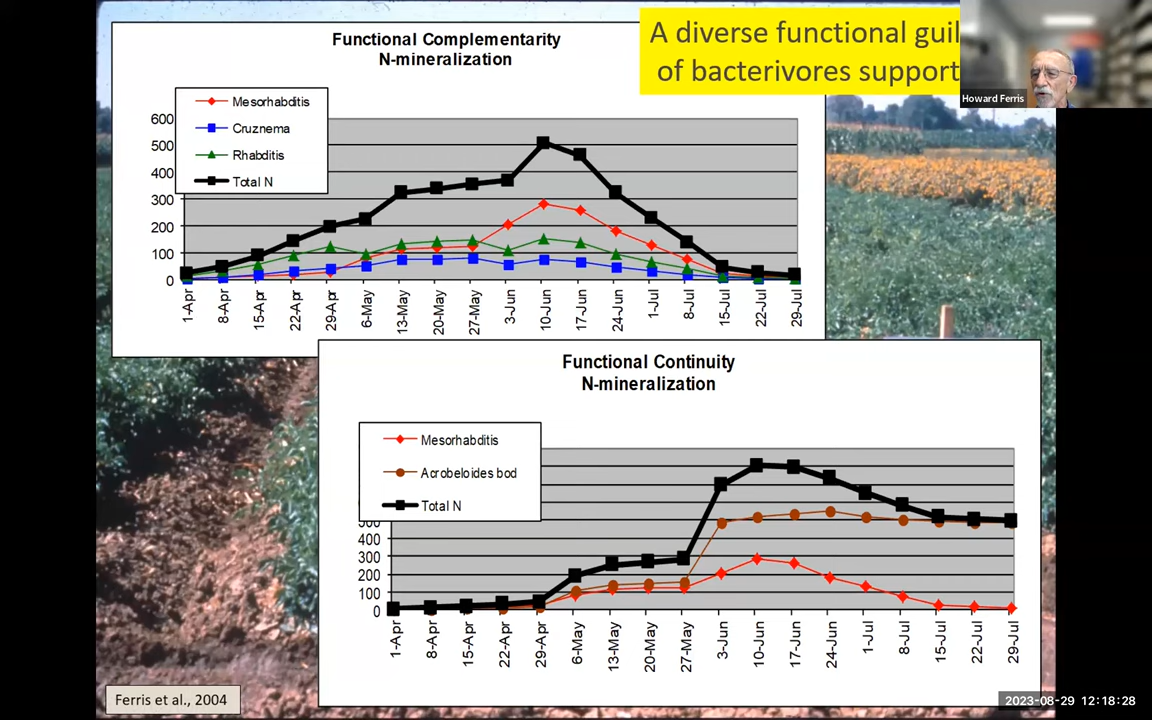 Functional Complementarity
N-mineralization
A diverse functional
of bacterivores support
Howard Ferris
Mesorhabditis
Cruznema
Rhabditis
Total N
600
500
400
300
200
100
0
1-Apr
8-Apr
15-Apr
22-Apr
29-Apr
6-May
13-May
20-May
27-May
3-Jun
10-Jun
17-Jun
24-Jun
1-Jul
8-Jul
15-Jul
22-Jul
29-Jul
Functional Continuity
N-mineralization
Mesorhabditis
Acrobeloides bod
Total N
500
400
300
200
100
0
1-Apr
8-Apr
15-Apr
22-Apr
29-Apr
6-May
13-May
20-May
27-May
3-Jun
10-Jun
17-Jun
24-Jun
1-Jul
8-Jul
15-Jul
22-Jul
29-Jul
Ferris et al., 2004
2023-08-29 12:18:28